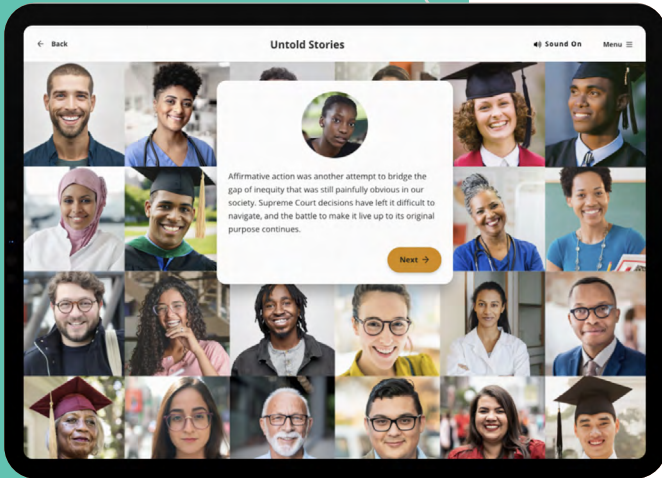 ← Back
Untold Stories
Sound On
Menu ≡
Affirmative action was another attempt to bridge the
gap of inequity that was still painfully obvious in our
society. Supreme Court decisions have left it difficult to
navigate, and the battle to make it live up to its original
purpose continues.
Next →